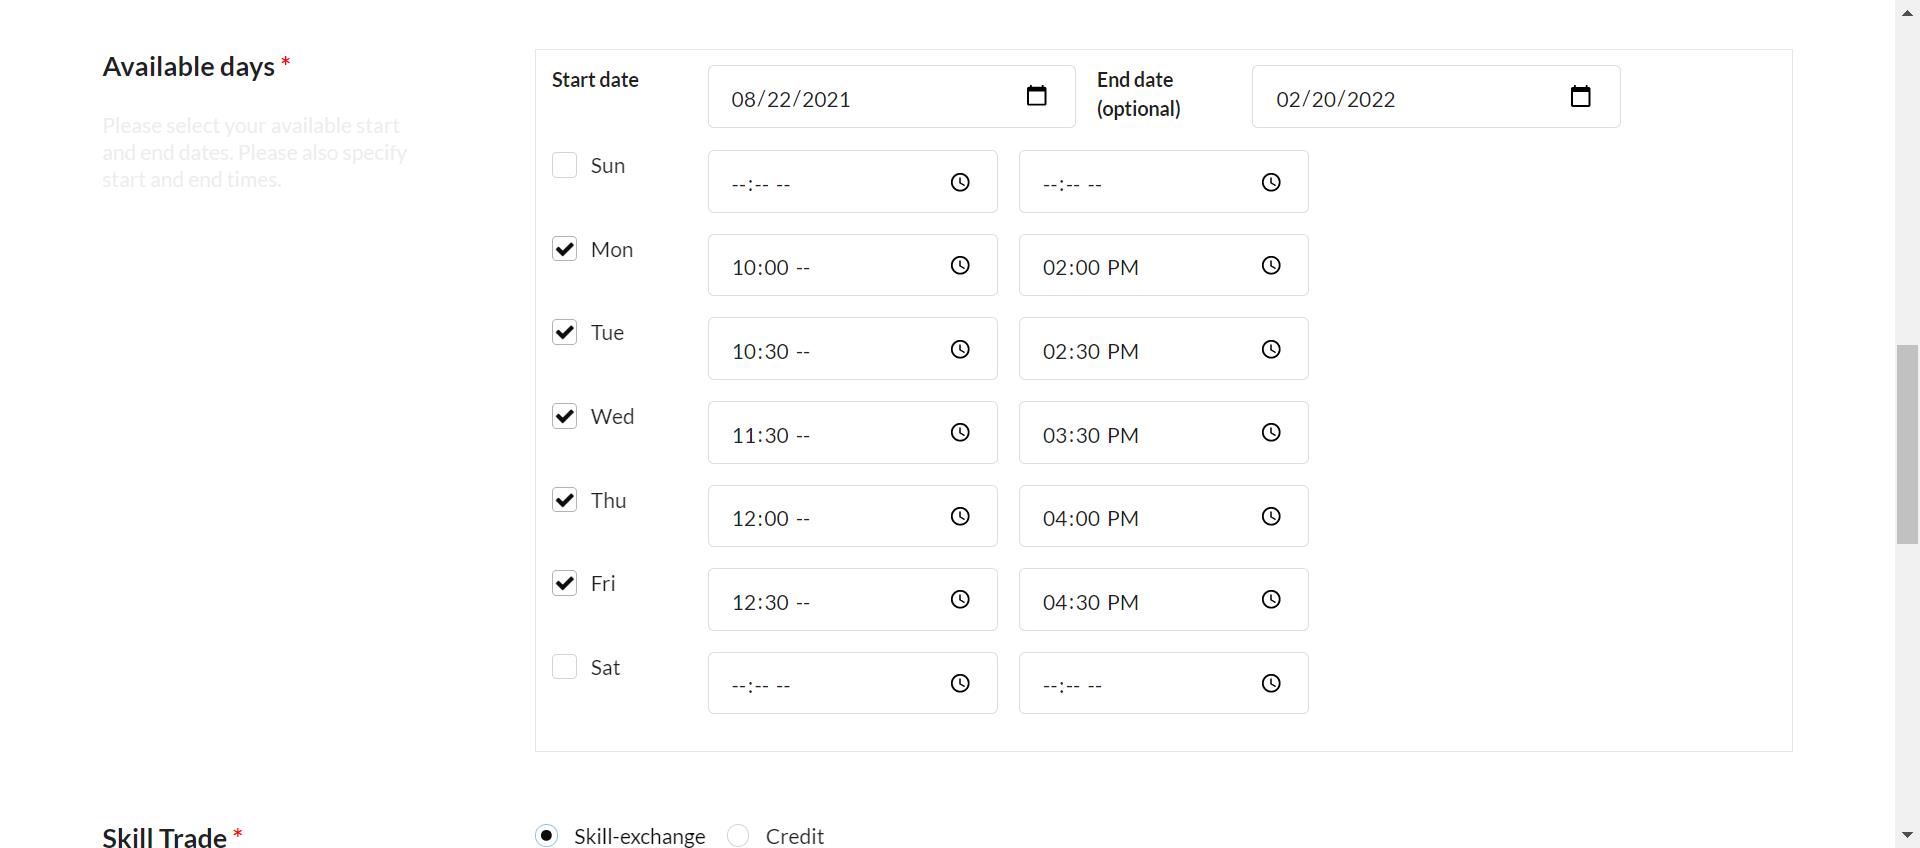 Available days *
Please select your available start
and end dates. Please also specify
start and end times.
Start date 08/22/2021 End date
(optional) 02/20/2022
Sun --:-- -- --:-- --
Mon 10:00 -- 02:00 PM
Tue 10:30 -- 02:30 PM
Wed 11:30 -- 03:30 PM
Thu 12:00 -- 04:00 PM
Fri 12:30 -- 04:30 PM
Sat --:-- -- --:-- --
Skill Trade * Skill-exchange Credit